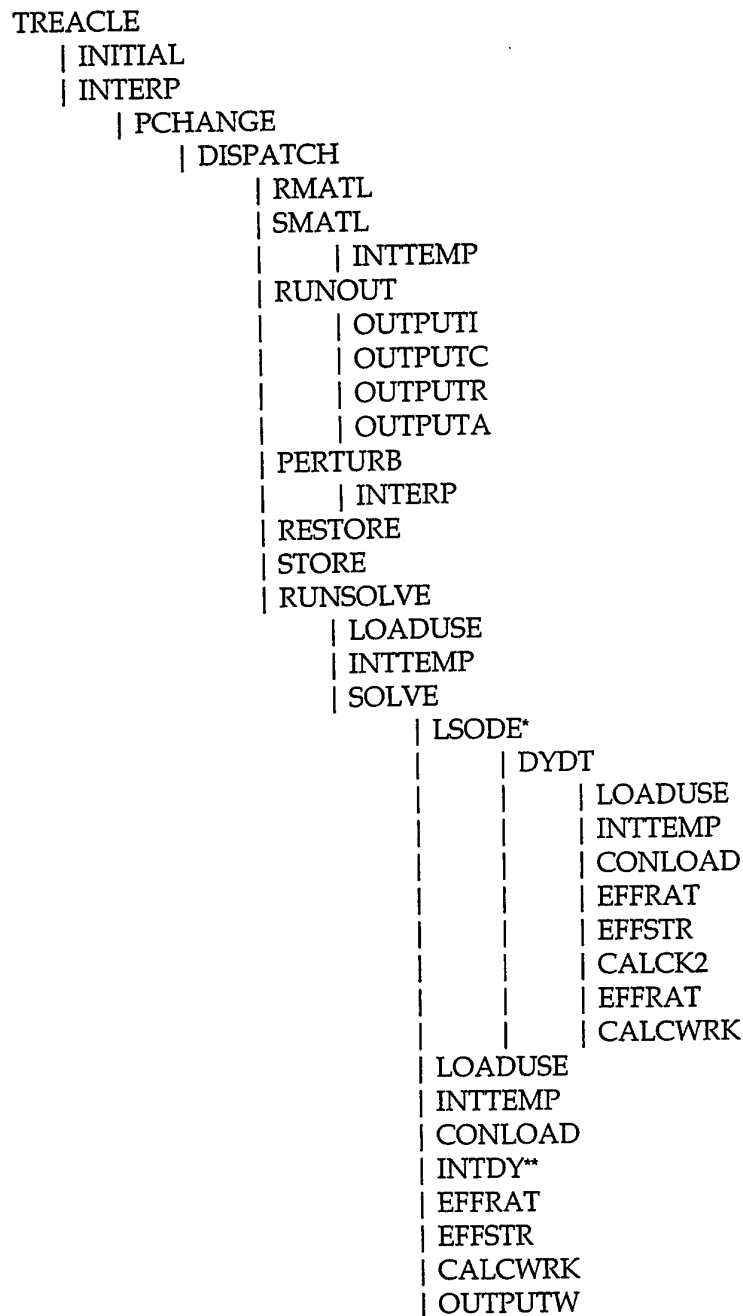 TREACLE
| INITIAL
| INTERP
| PCHANGE
| DISPATCH
| RMATL
| SMATL
| | INTTEMP
| RUNOUT
| | OUTPUTI
| | OUTPUTC
| | OUTPUTR
| | OUTPUTA
| PERTURB
| | INTERP
| RESTORE
| STORE
| RUNSOLVE
| LOADUSE
| INTTEMP
| SOLVE
| LSODE*
| | DYDT
| | | LOADUSE
| | | INTTEMP
| | | CONLOAD
| | | EFFRAT
| | | EFFSTR
| | | CALCK2
| | | EFFRAT
| | | CALCWRK
| LOADUSE
| INTTEMP
| CONLOAD
| INTDY**
| EFFRAT
| EFFSTR
| CALCWRK
| OUTPUTW